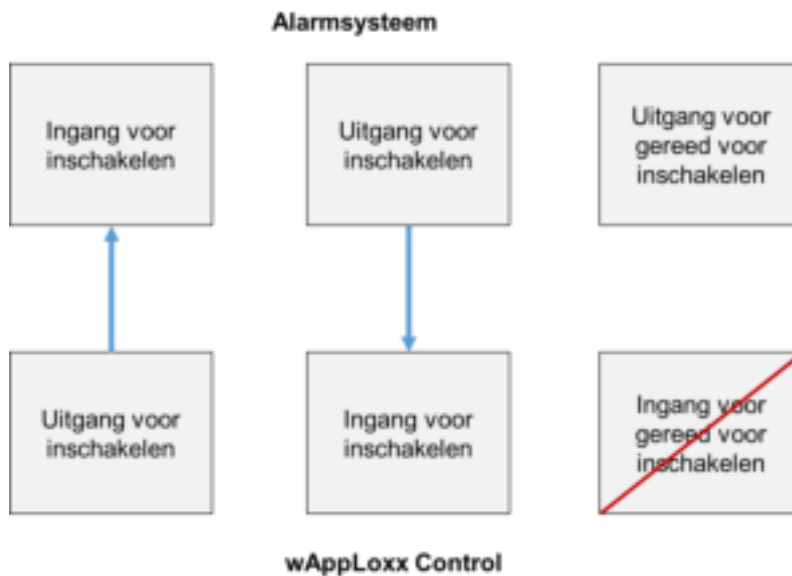 Alarmsysteem
Ingang voor
inschakelen
Uitgang voor
inschakelen
Uitgang voor
gereed voor
inschakelen
Uitgang voor
inschakelen
Ingang voor
inschakelen
Ingang voor
gereed voor
inschakelen
wAppLoxx Control